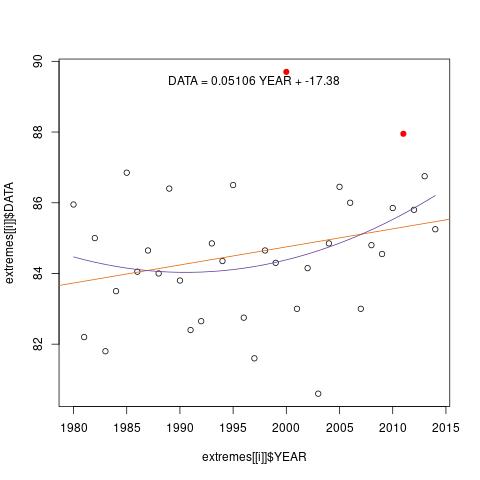 DATA = 0.05106 YEAR + -17.38
extremes[[i]]$DATA
90
88
86
84
82
1980 1985 1990 1995 2000 2005 2010 2015
extremes[[i]]$YEAR